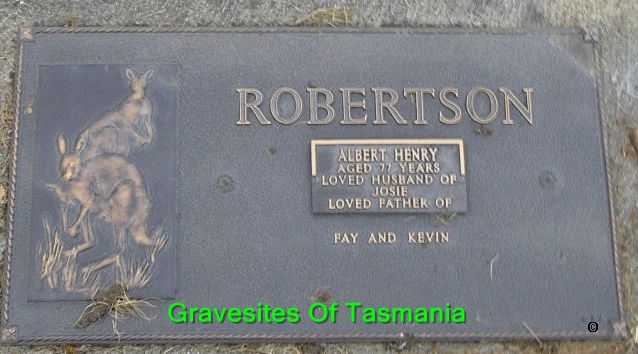 ROBERTSON
ALBERT HENRY
AGED 77 YEARS
LOVED HUSBAND OF
JOSIE
LOVED FATHER OF
FAY AND KEVIN
Gravesites Of Tasmania
©